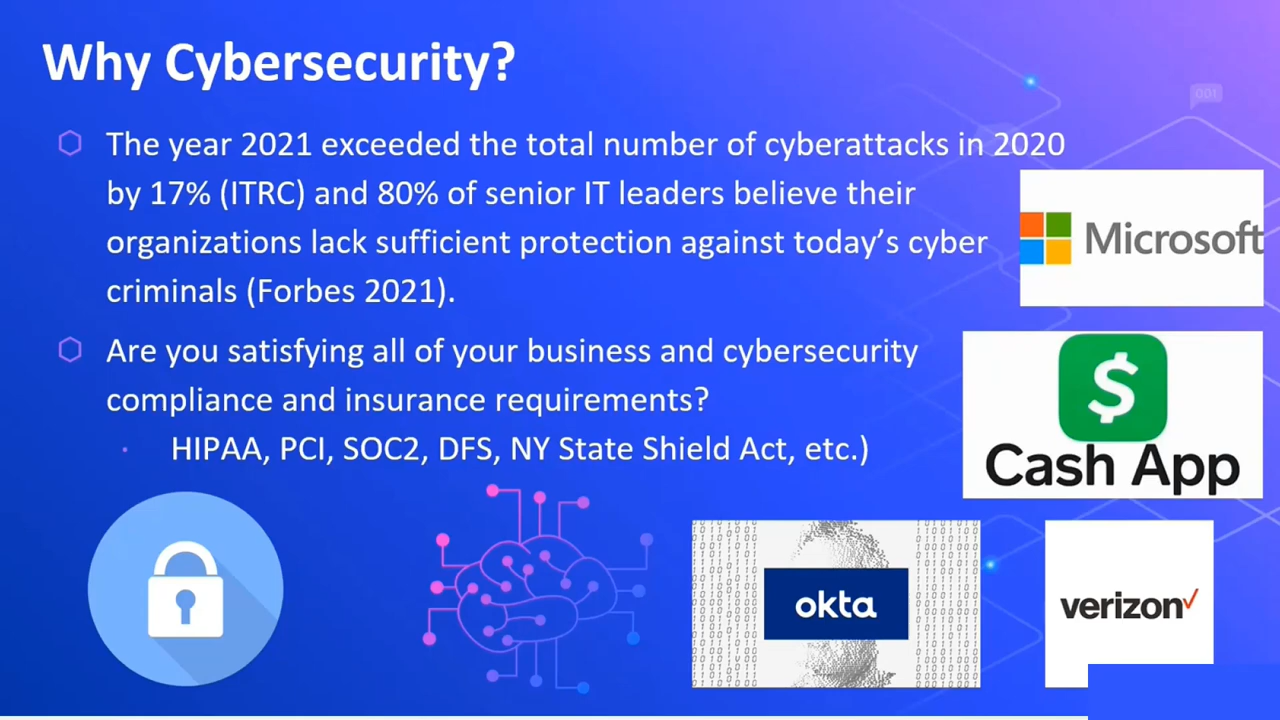 Why Cybersecurity?
The year 2021 exceeded the total number of cyberattacks in 2020
by 17% (ITRC) and 80% of senior IT leaders believe their
organizations lack sufficient protection against today’s cyber
criminals (Forbes 2021).
Are you satisfying all of your business and cybersecurity
compliance and insurance requirements?
HIPAA, PCI, SOC2, DFS, NY State Shield Act, etc.)
001
Microsoft
$
Cash App
okta
verizon✓